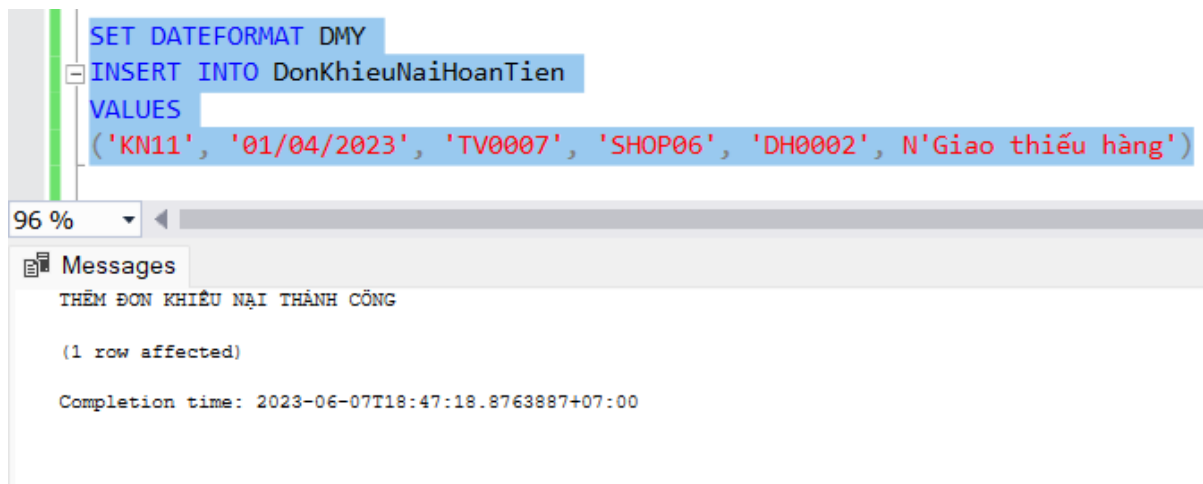 SET DATEFORMAT DMY
INSERT INTO DonKhieuNaiHoanTien
VALUES
('KN11', '01/04/2023', 'TV0007', 'SHOP06', 'DH0002', N'Giao thiếu hàng')
96 %
Messages
THÊM ĐON KHIẾU NẠI THÀNH CÔNG
(1 row affected)
Completion time: 2023-06-07T18:47:18.8763887+07:00